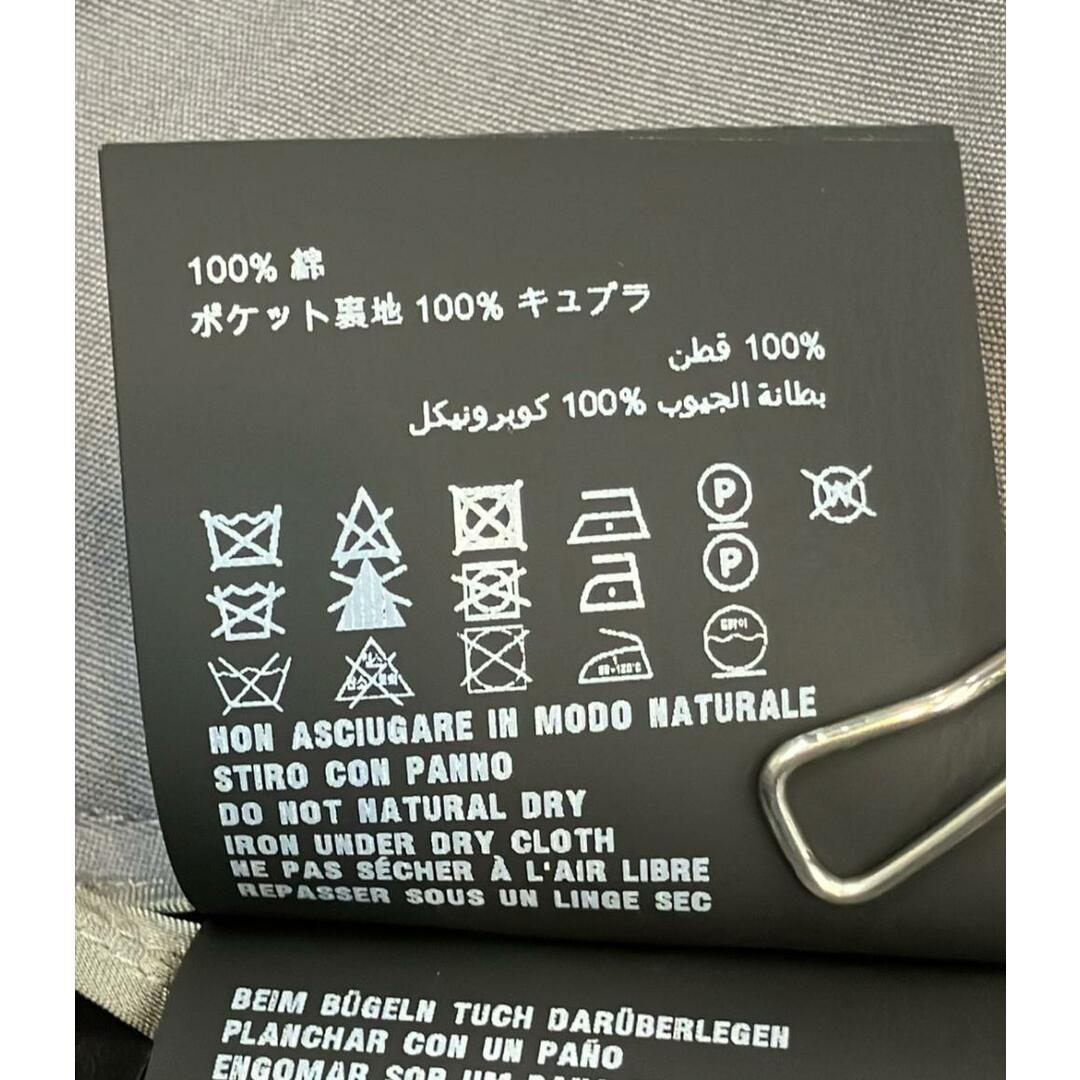 100% 綿
ポケット裏地 100% キュプラ
100% قطن
بطانة الجيوب 100% كوبرونيكل
P
W
P
NON ASCIUGARE IN MODO NATURALE
STIRO CON PANNO
DO NOT NATURAL DRY
IRON UNDER DRY CLOTH
NE PAS SÉCHER À L'AIR LIBRE
REPASSER SOUS UN LINGE SEC
BEIM BÜGELN TUCH DARÜBERLEGEN
PLANCHAR CON UN PAÑO
ENGOMAR